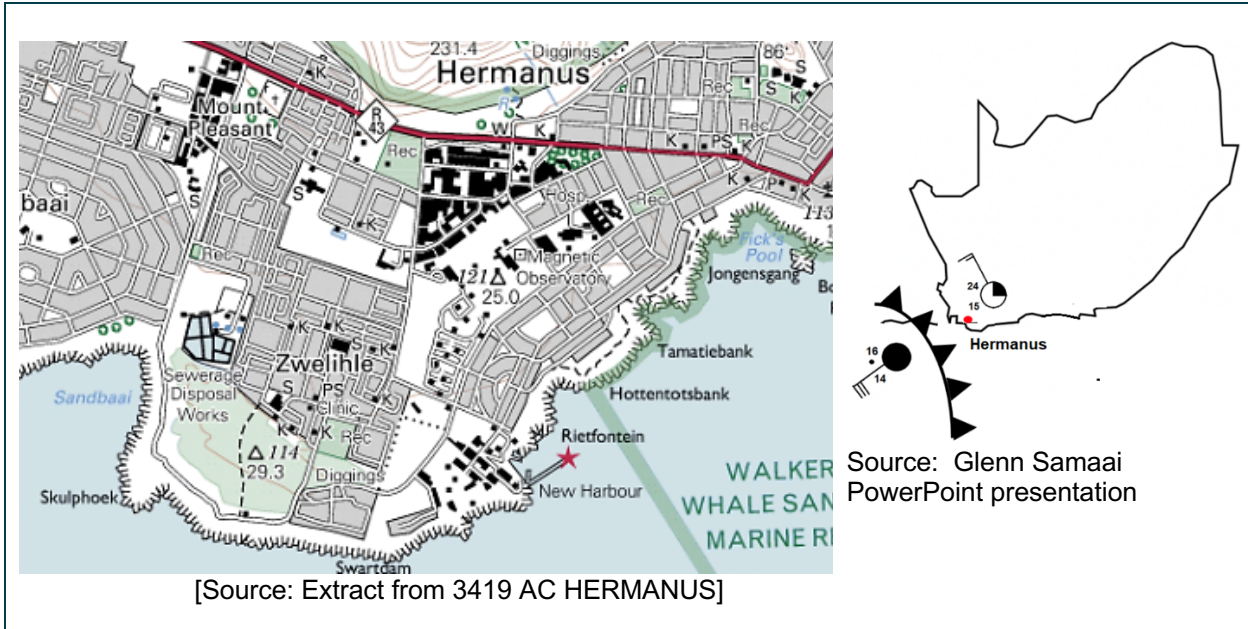 231.4
Diggings
86
Hermanus
S
K
K
Rec
S
K
Mount
Pleasant
R
43
R
Rec
W
K
Rec
K
PS
K
baai
S
S
K
Hosp
Rec
K
P
K
113
Magnetic
Observatory
121
25.0
Fick's
Pool
Jongensgang
Bo
Rec
Tamatiebank
Hottentotsbank
K
K
S
K
Zwelihle
Sewerage
Disposal
Works
Sandbaai
S
PS
Clinic
K
K
K
Rec
114
29.3
Diggings
Rietfontein
New Harbour
Skulphoek
Swartdam
WALKER
WHALE SAN
MARINE RE
[Source: Extract from 3419 AC HERMANUS]
24
15
Hermanus
16
14
Source: Glenn Samaai
PowerPoint presentation